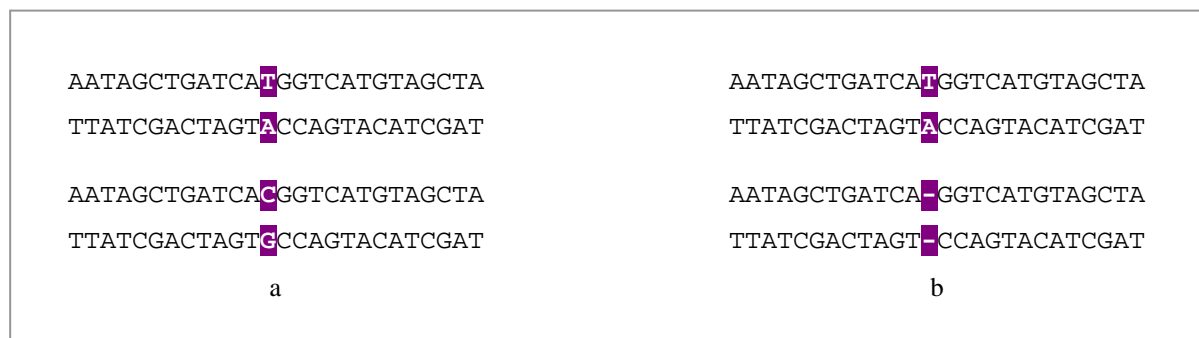 AATAGCTGATCATGGTCATGTAGCTA
TTATCGACTAGTACCAGTACATCGAT
AATAGCTGATCACGGTCATGTAGCTA
TTATCGACTAGTGCCAGTACATCGAT
a
AATAGCTGATCATGGTCATGTAGCTA
TTATCGACTAGTACCAGTACATCGAT
AATAGCTGATCA-GGTCATGTAGCTA
TTATCGACTAGT-CCAGTACATCGAT
b